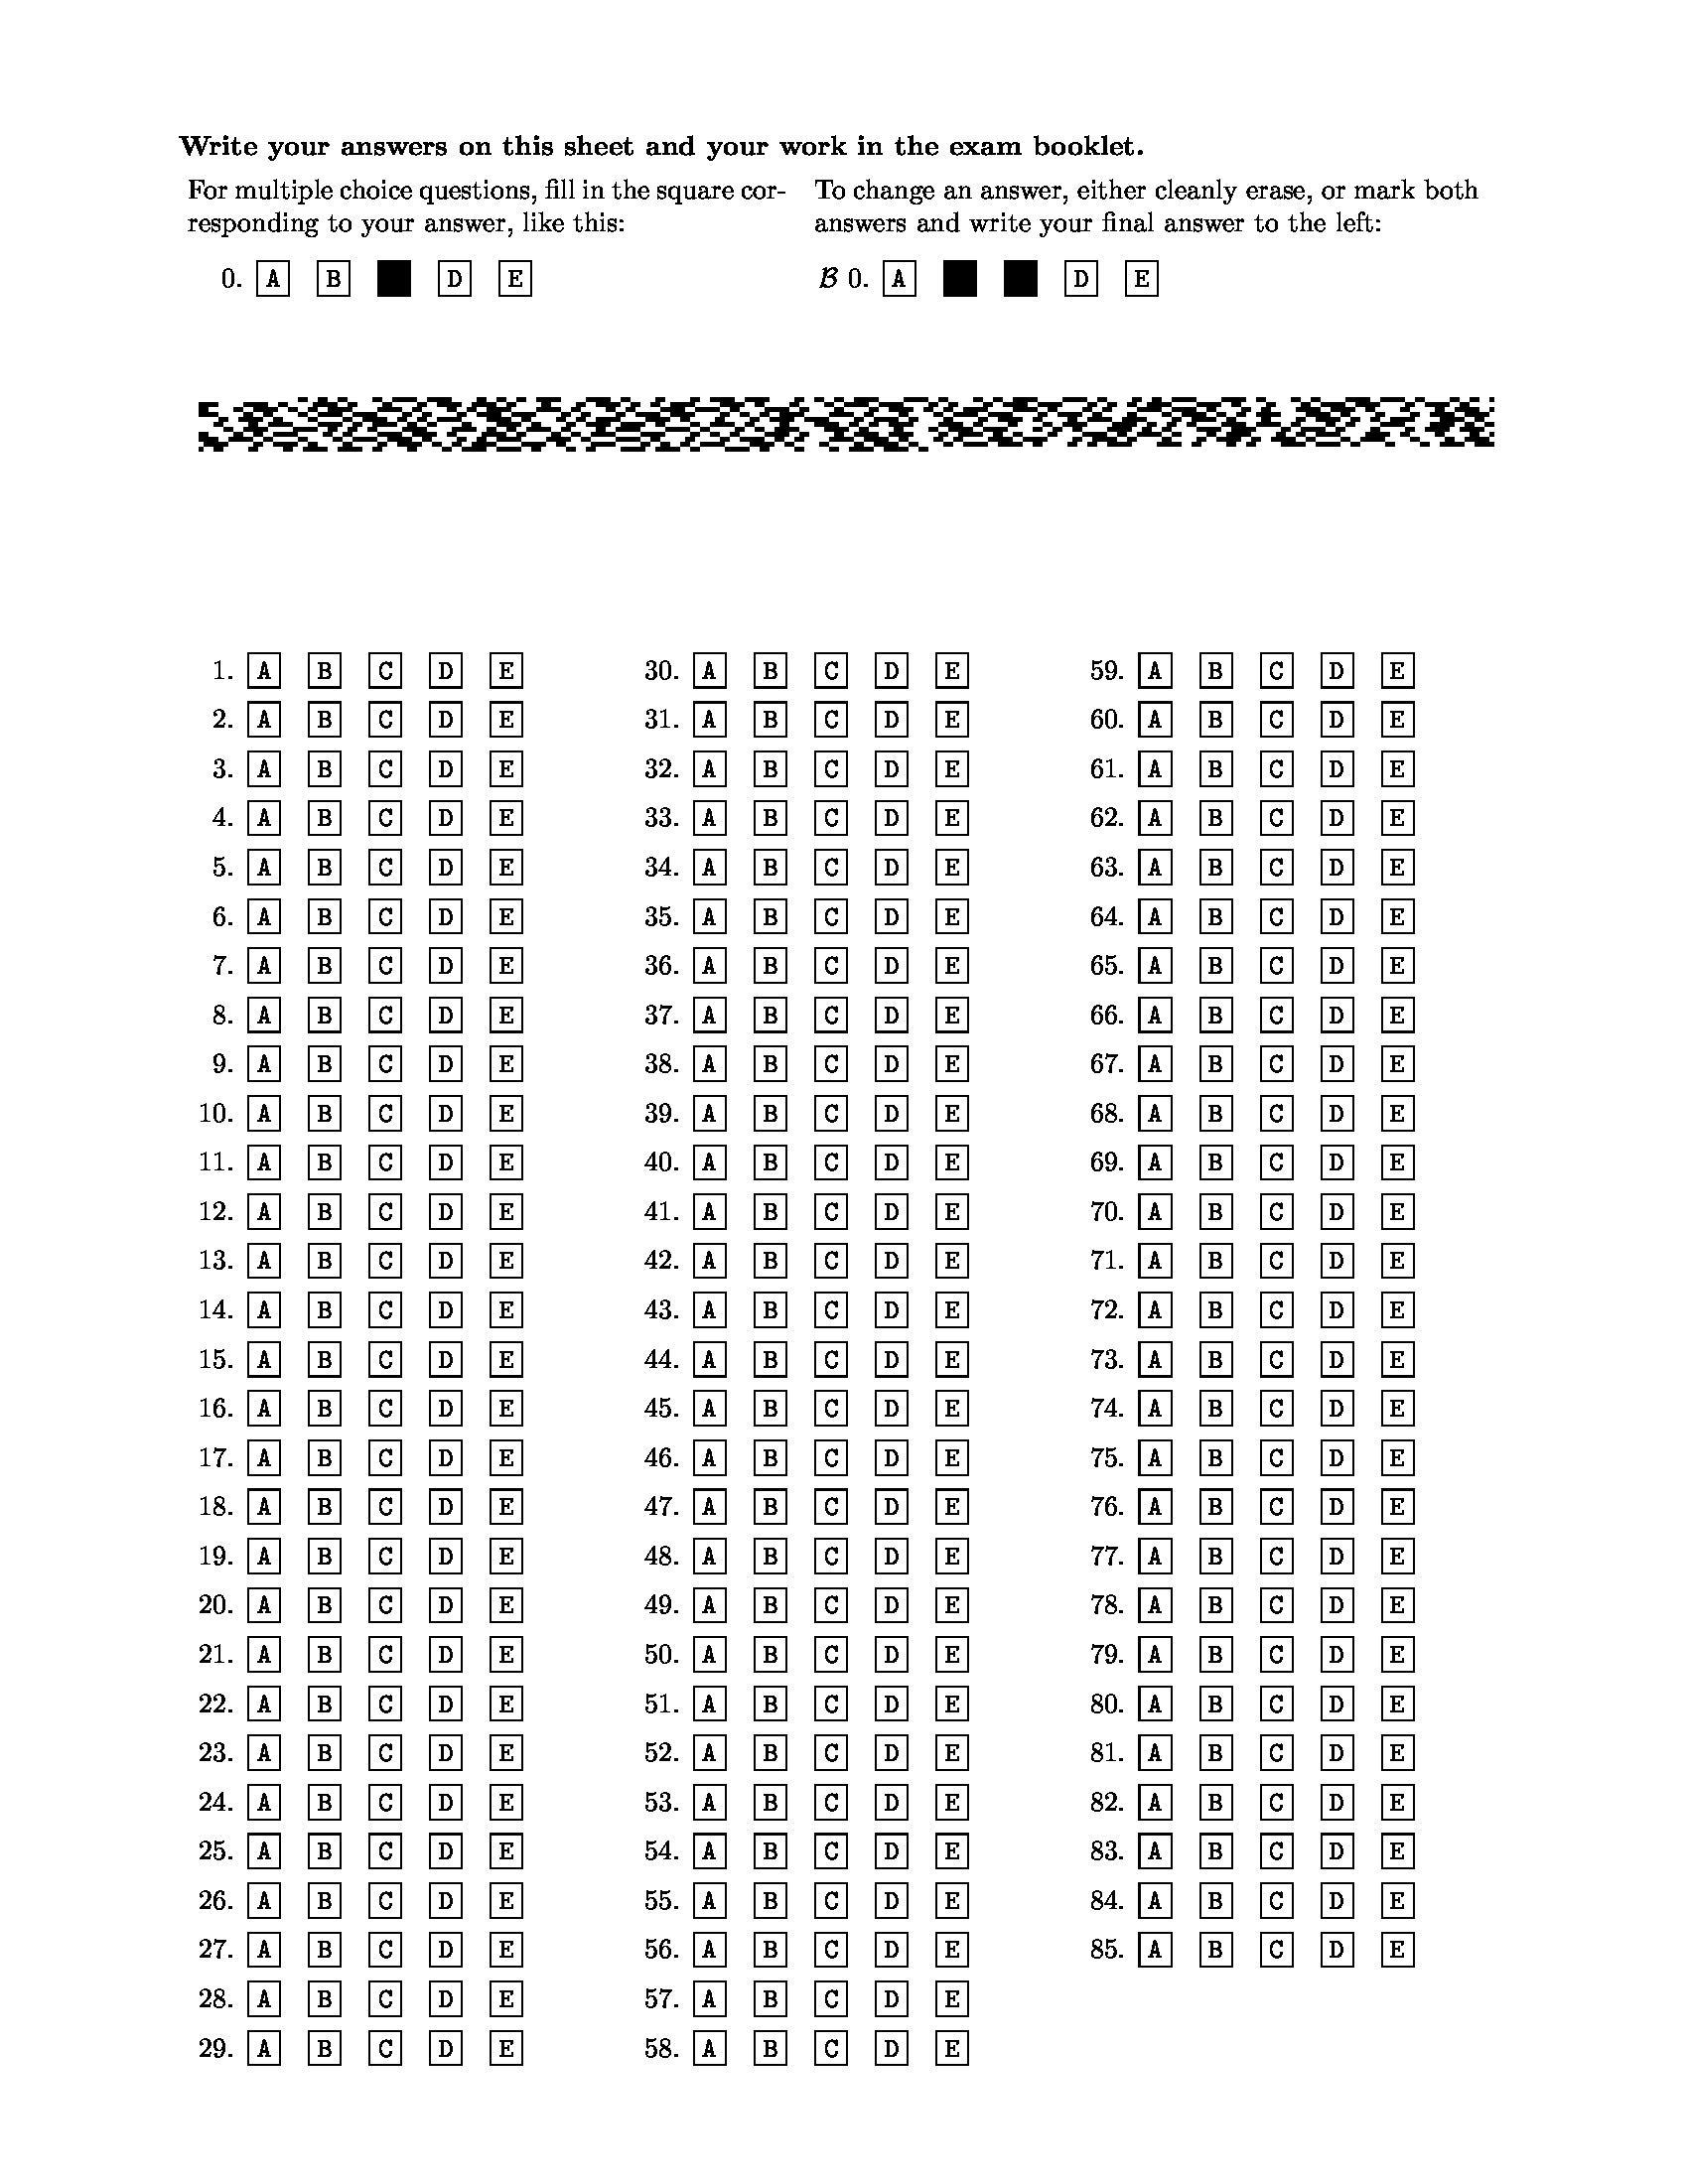 Write your answers on this sheet and your work in the exam booklet.
For multiple choice questions, fill in the square cor-
responding to your answer, like this:
0. A B D E
To change an answer, either cleanly erase, or mark both
answers and write your final answer to the left:
B 0. A D E
1. A B C D E
2. A B C D E
3. A B C D E
4. A B C D E
5. A B C D E
6. A B C D E
7. A B C D E
8. A B C D E
9. A B C D E
10. A B C D E
11. A B C D E
12. A B C D E
13. A B C D E
14. A B C D E
15. A B C D E
16. A B C D E
17. A B C D E
18. A B C D E
19. A B C D E
20. A B C D E
21. A B C D E
22. A B C D E
23. A B C D E
24. A B C D E
25. A B C D E
26. A B C D E
27. A B C D E
28. A B C D E
29. A B C D E
30. A B C D E
31. A B C D E
32. A B C D E
33. A B C D E
34. A B C D E
35. A B C D E
36. A B C D E
37. A B C D E
38. A B C D E
39. A B C D E
40. A B C D E
41. A B C D E
42. A B C D E
43. A B C D E
44. A B C D E
45. A B C D E
46. A B C D E
47. A B C D E
48. A B C D E
49. A B C D E
50. A B C D E
51. A B C D E
52. A B C D E
53. A B C D E
54. A B C D E
55. A B C D E
56. A B C D E
57. A B C D E
58. A B C D E
59. A B C D E
60. A B C D E
61. A B C D E
62. A B C D E
63. A B C D E
64. A B C D E
65. A B C D E
66. A B C D E
67. A B C D E
68. A B C D E
69. A B C D E
70. A B C D E
71. A B C D E
72. A B C D E
73. A B C D E
74. A B C D E
75. A B C D E
76. A B C D E
77. A B C D E
78. A B C D E
79. A B C D E
80. A B C D E
81. A B C D E
82. A B C D E
83. A B C D E
84. A B C D E
85. A B C D E